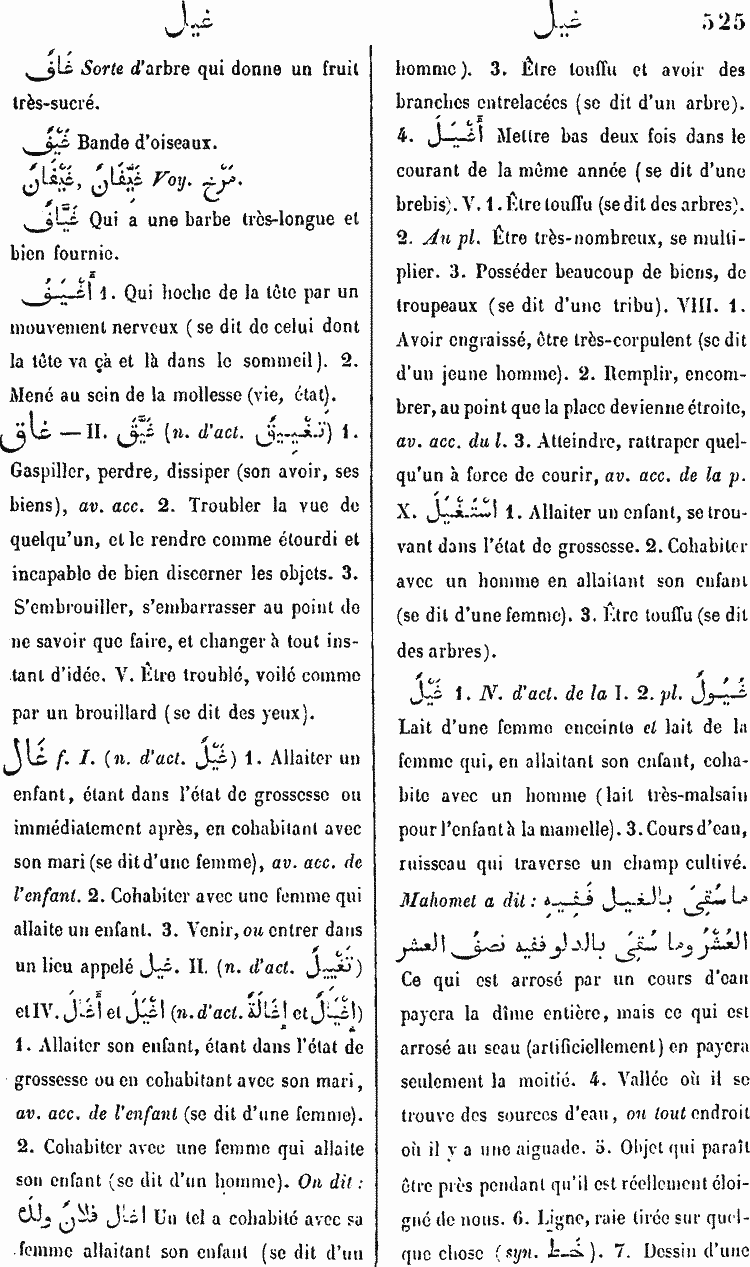 غيل
غيل
525
غَافٌ Sorte d'arbre qui donne un fruit
très-sucré.
غَيْفٌ Bande d'oiseaux.
غَيْفَانٌ, غَيَّفَانٌ Voy. مَرْخ.
غَيَّافٌ Qui a une barbe très-longue et
bien fournie.
أَغْيَفُ 1. Qui hoche de la tête par un
mouvement nerveux (se dit de celui dont
la tête va çà et là dans le sommeil). 2.
Mené au sein de la mollesse (vie, état).
غاق — II. غَيَّقَ (n. d'act. تَغْيِيقٌ) 1.
Gaspiller, perdre, dissiper (son avoir, ses
biens), av. acc. 2. Troubler la vue de
quelqu'un, et le rendre comme étourdi et
incapable de bien discerner les objets. 3.
S'embrouiller, s'embarrasser au point de
ne savoir que faire, et changer à tout ins-
tant d'idée. V. Être troublé, voilé comme
par un brouillard (se dit des yeux).
غَالَ f. I. (n. d'act. غَيْلٌ) 1. Allaiter un
enfant, étant dans l'état de grossesse ou
immédiatement après, en cohabitant avec
son mari (se dit d'une femme), av. acc. de
l'enfant. 2. Cohabiter avec une femme qui
allaite un enfant. 3. Venir, ou entrer dans
un lieu appelé غيل. II. (n. d'act. تَغْيِيلٌ)
et IV. أَغَالَ et أَغْيَلَ (n. d'act. إِغَالَةٌ et إِغْيَالٌ)
1. Allaiter son enfant, étant dans l'état de
grossesse ou en cohabitant avec son mari,
av. acc. de l'enfant (se dit d'une femme).
2. Cohabiter avec une femme qui allaite
son enfant (se dit d'un homme). On dit :
اغال فلانٌ ولدَهُ Un tel a cohabité avec sa
femme allaitant son enfant (se dit d'un
homme). 3. Être touffu et avoir des
branches entrelacées (se dit d'un arbre).
4. أَغْيَلَ Mettre bas deux fois dans le
courant de la même année (se dit d'une
brebis). V. 1. Être touffu (se dit des arbres).
2. Au pl. Être très-nombreux, se multi-
plier. 3. Posséder beaucoup de biens, de
troupeaux (se dit d'une tribu). VIII. 1.
Avoir engraissé, être très-corpulent (se dit
d'un jeune homme). 2. Remplir, encom-
brer, au point que la place devienne étroite,
av. acc. du l. 3. Atteindre, rattraper quel-
qu'un à force de courir, av. acc. de la p.
X. اسْتَغْيَلَ 1. Allaiter un enfant, se trou-
vant dans l'état de grossesse. 2. Cohabiter
avec un homme en allaitant son enfant
(se dit d'une femme). 3. Être touffu (se dit
des arbres).
غَيْلٌ 1. N. d'act. de la I. 2. pl. غُيُولٌ
Lait d'une femme enceinte et lait de la
femme qui, en allaitant son enfant, coha-
bite avec un homme (lait très-malsain
pour l'enfant à la mamelle). 3. Cours d'eau,
ruisseau qui traverse un champ cultivé.
Mahomet a dit : ما سُقِيَ بالغيل فَفِيهِ
العُشْرُ وما سُقِيَ بالدلو ففيه نصفُ العشر
Ce qui est arrosé par un cours d'eau
payera la dîme entière, mais ce qui est
arrosé au seau (artificiellement) en payera
seulement la moitié. 4. Vallée où il se
trouve des sources d'eau, ou tout endroit
où il y a une aiguade. 5. Objet qui paraît
être près pendant qu'il est réellement éloi-
gné de nous. 6. Ligne, raie tirée sur quel-
que chose (syn. خَط). 7. Dessin d'une